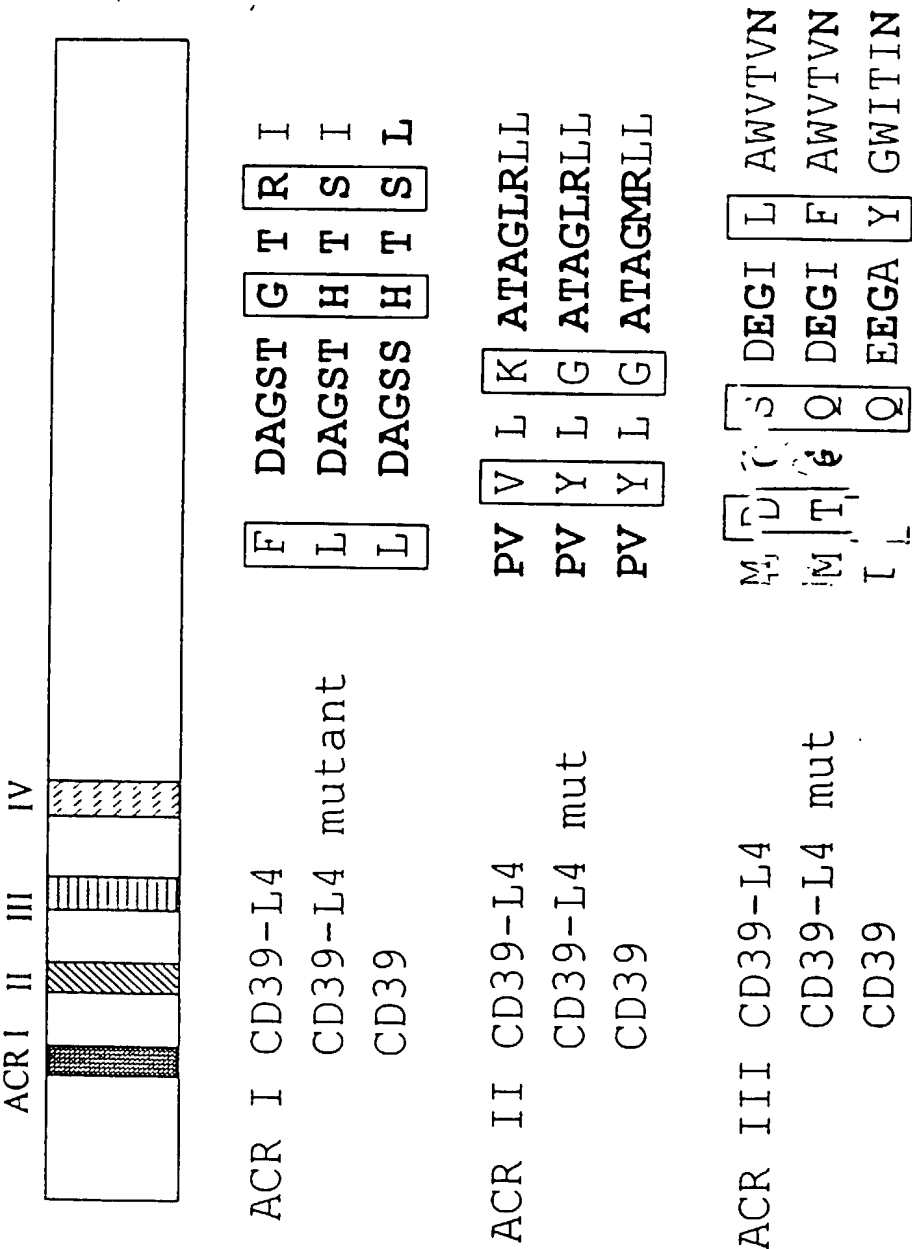 ACR I II III IV
ACR I CD39-L4 F DAGST G T R I
CD39-L4 mutant L DAGST H T S I
CD39 L DAGSS H T S L
ACR II CD39-L4 PV V L K ATAGLRLL
CD39-L4 mut PV Y L G ATAGLRLL
CD39 PV Y L G ATAGMRLL
ACR III CD39-L4 M D S DEGI L AWVTVN
CD39-L4 mut M T G Q DEGI F AWVTVN
CD39 Q EEGA Y GWITIN